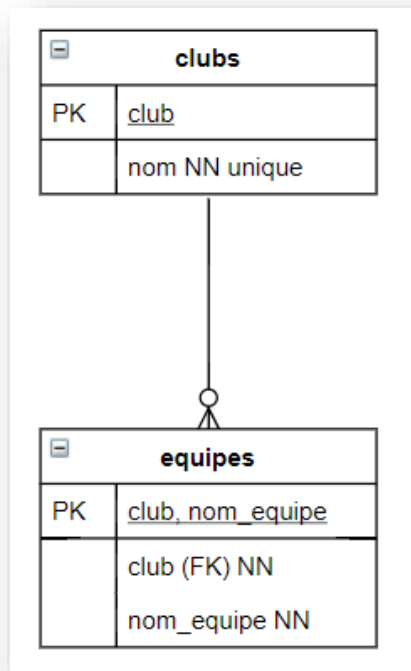 clubs
PK club
nom NN unique
equipes
PK club, nom_equipe
club (FK) NN
nom_equipe NN